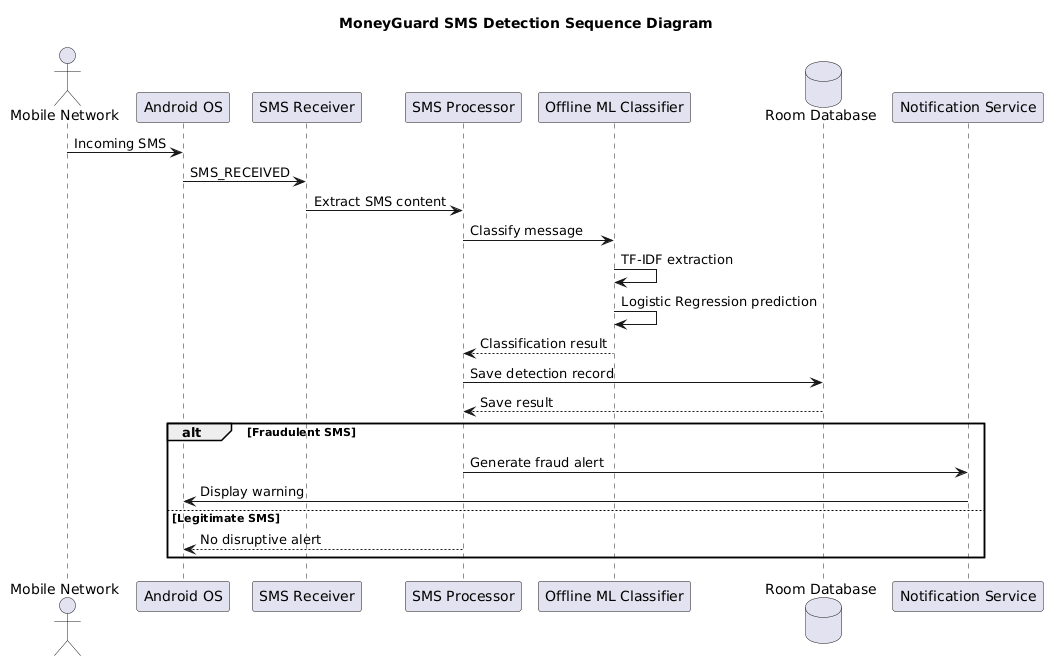 MoneyGuard SMS Detection Sequence Diagram
Mobile Network
Android OS
SMS Receiver
SMS Processor
Offline ML Classifier
Room Database
Notification Service
Incoming SMS
SMS_RECEIVED
Extract SMS content
Classify message
TF-IDF extraction
Logistic Regression prediction
Classification result
Save detection record
Save result
alt
[Fraudulent SMS]
Generate fraud alert
Display warning
[Legitimate SMS]
No disruptive alert
Mobile Network
Android OS
SMS Receiver
SMS Processor
Offline ML Classifier
Room Database
Notification Service